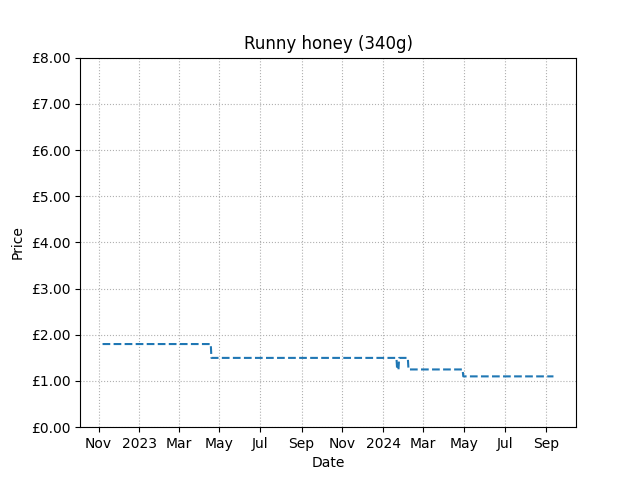 Runny honey (340g)
£8.00
£7.00
£6.00
£5.00
£4.00
£3.00
£2.00
£1.00
£0.00
Price
Nov 2023 Mar May Jul Sep Nov 2024 Mar May Jul Sep
Date